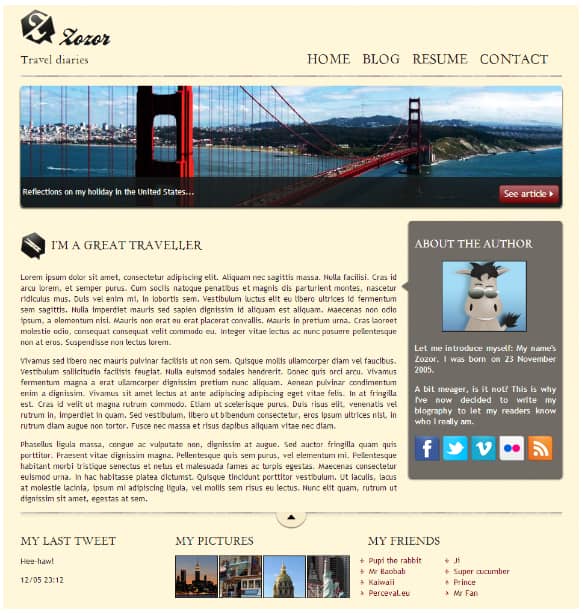 Zozor
Travel diaries
HOME BLOG RESUME CONTACT
Reflections on my holiday in the United States...
See article
I'M A GREAT TRAVELLER
Lorem ipsum dolor sit amet, consectetur adipiscing elit. Aliquam nec sagittis massa. Nulla facilisi. Cras id
arcu lorem, et semper purus. Cum sociis natoque penatibus et magnis dis parturient montes, nascetur
ridiculus mus. Duis vel enim mi, in lobortis sem. Vestibulum luctus elit eu libero ultrices id fermentum
sem sagittis. Nulla imperdiet mauris sed sapien dignissim id aliquam est aliquam. Maecenas non odio
ipsum, a elementum nisi. Mauris non erat eu erat placerat convallis. Mauris in pretium urna. Cras laoreet
molestie odio, consequat consequat velit commodo eu. Integer vitae lectus ac nunc posuere pellentesque
non at eros. Suspendisse non lectus lorem.
Vivamus sed libero nec mauris pulvinar facilisis ut non sem. Quisque mollis ullamcorper diam vel faucibus.
Vestibulum sollicitudin facilisis feugiat. Nulla euismod sodales hendrerit. Donec quis orci arcu. Vivamus
fermentum magna a erat ullamcorper dignissim pretium nunc aliquam. Aenean pulvinar condimentum
enim a dignissim. Vivamus sit amet lectus at ante adipiscing adipiscing eget vitae felis. In at fringilla
est. Cras id velit ut magna rutrum commodo. Etiam ut scelerisque purus. Duis risus elit, venenatis vel
rutrum in, imperdiet in quam. Sed vestibulum, libero ut bibendum consectetur, eros ipsum ultrices nisl, in
rutrum diam augue non tortor. Fusce nec massa et risus dapibus aliquam vitae nec diam.
Phasellus ligula massa, congue ac vulputate non, dignissim at augue. Sed auctor fringilla quam quis
porttitor. Praesent vitae dignissim magna. Pellentesque quis sem purus, vel elementum mi. Pellentesque
habitant morbi tristique senectus et netus et malesuada fames ac turpis egestas. Maecenas consectetur
euismod urna. In hac habitasse platea dictumst. Quisque tincidunt porttitor vestibulum. Ut iaculis, lacus
at molestie lacinia, ipsum mi adipiscing ligula, vel mollis sem risus eu lectus. Nunc elit quam, rutrum ut
dignissim sit amet, egestas at sem.
ABOUT THE AUTHOR
Let me introduce myself: My name's
Zozor. I was born on 23 November
2005.
A bit meager, is it not? This is why
I've now decided to write my
biography to let my readers know
who I really am.
MY LAST TWEET
Hee-haw!
12/05 23:12
MY PICTURES
MY FRIENDS
Pupi the rabbit
Mr Baobab
Kaiwaii
Perceval.eu
Ji
Super cucumber
Prince
Mr Fan